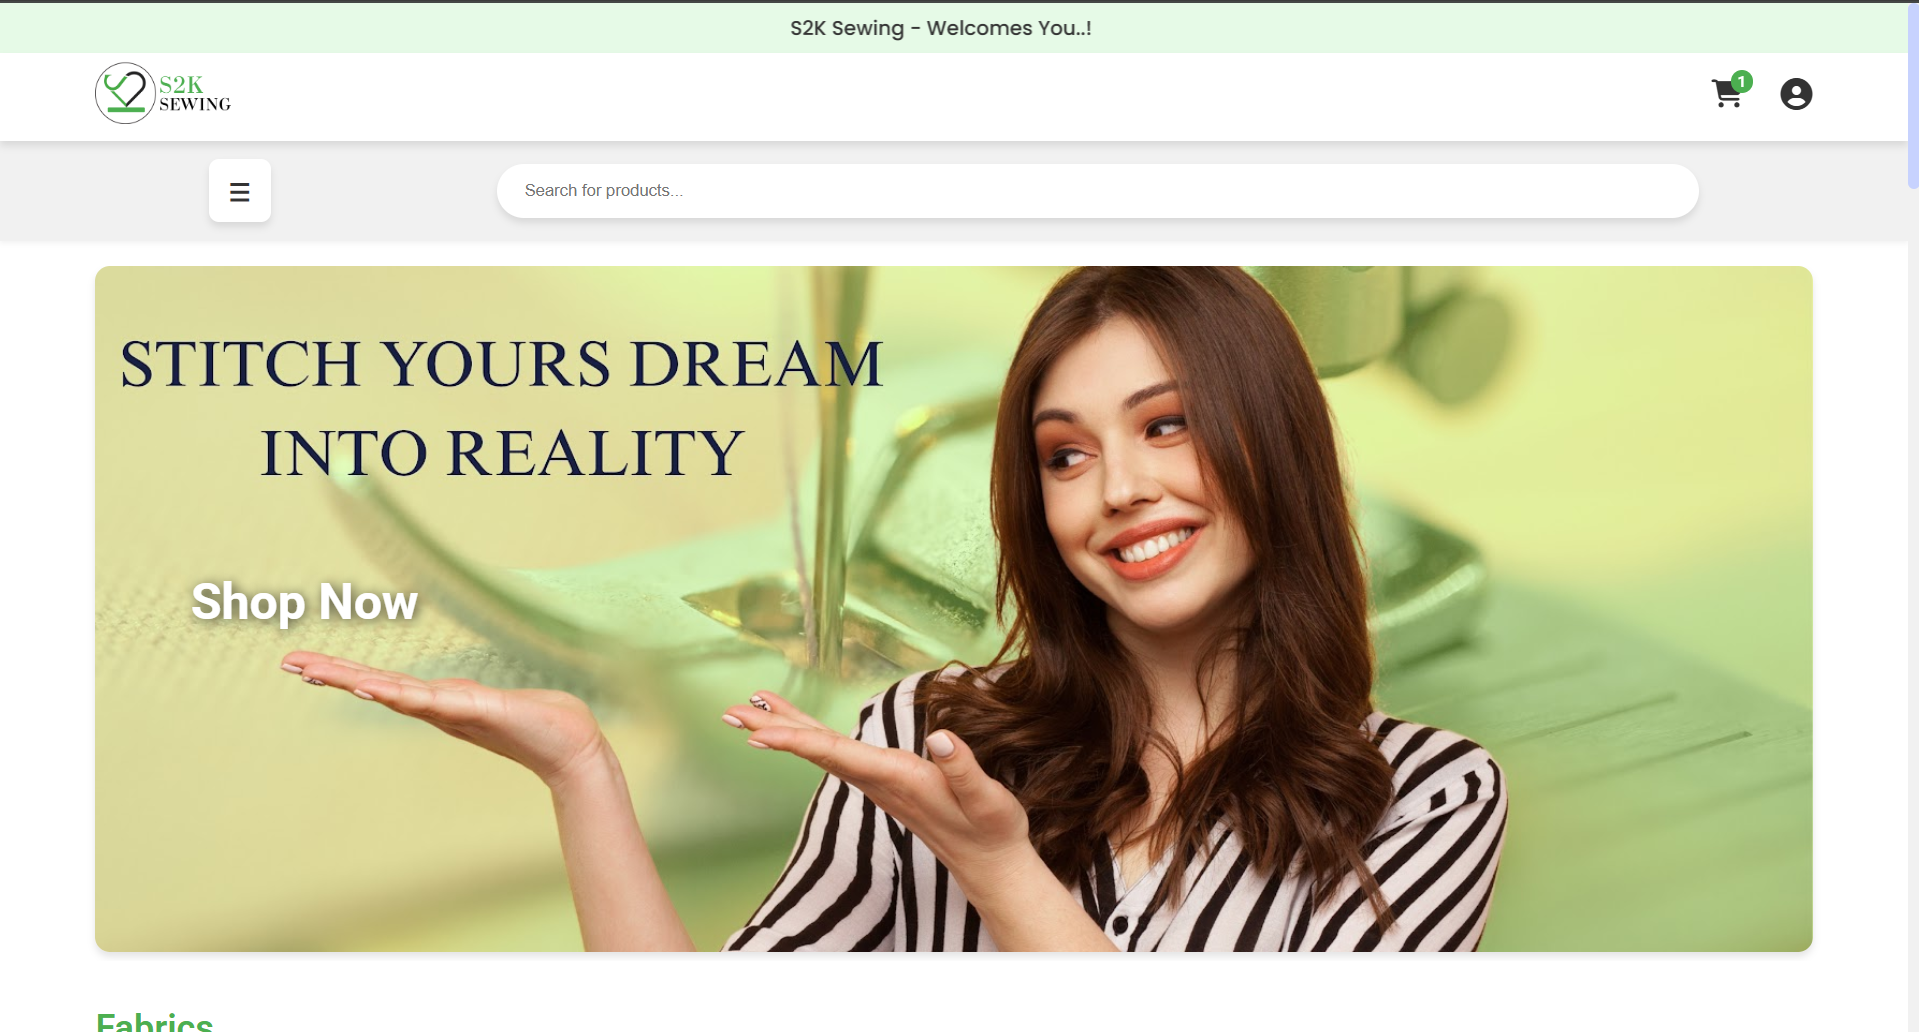 S2K Sewing - Welcomes You..!
S2K
SEWING
1
Search for products...
STITCH YOURS DREAM
INTO REALITY
Shop Now
Fabrics